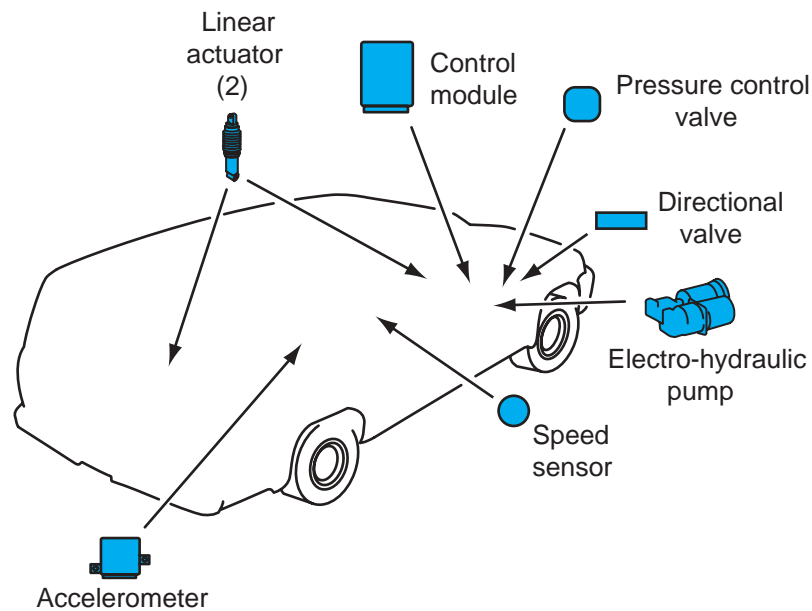 Linear
actuator
(2)
Control
module
Pressure control
valve
Directional
valve
Electro-hydraulic
pump
Speed
sensor
Accelerometer